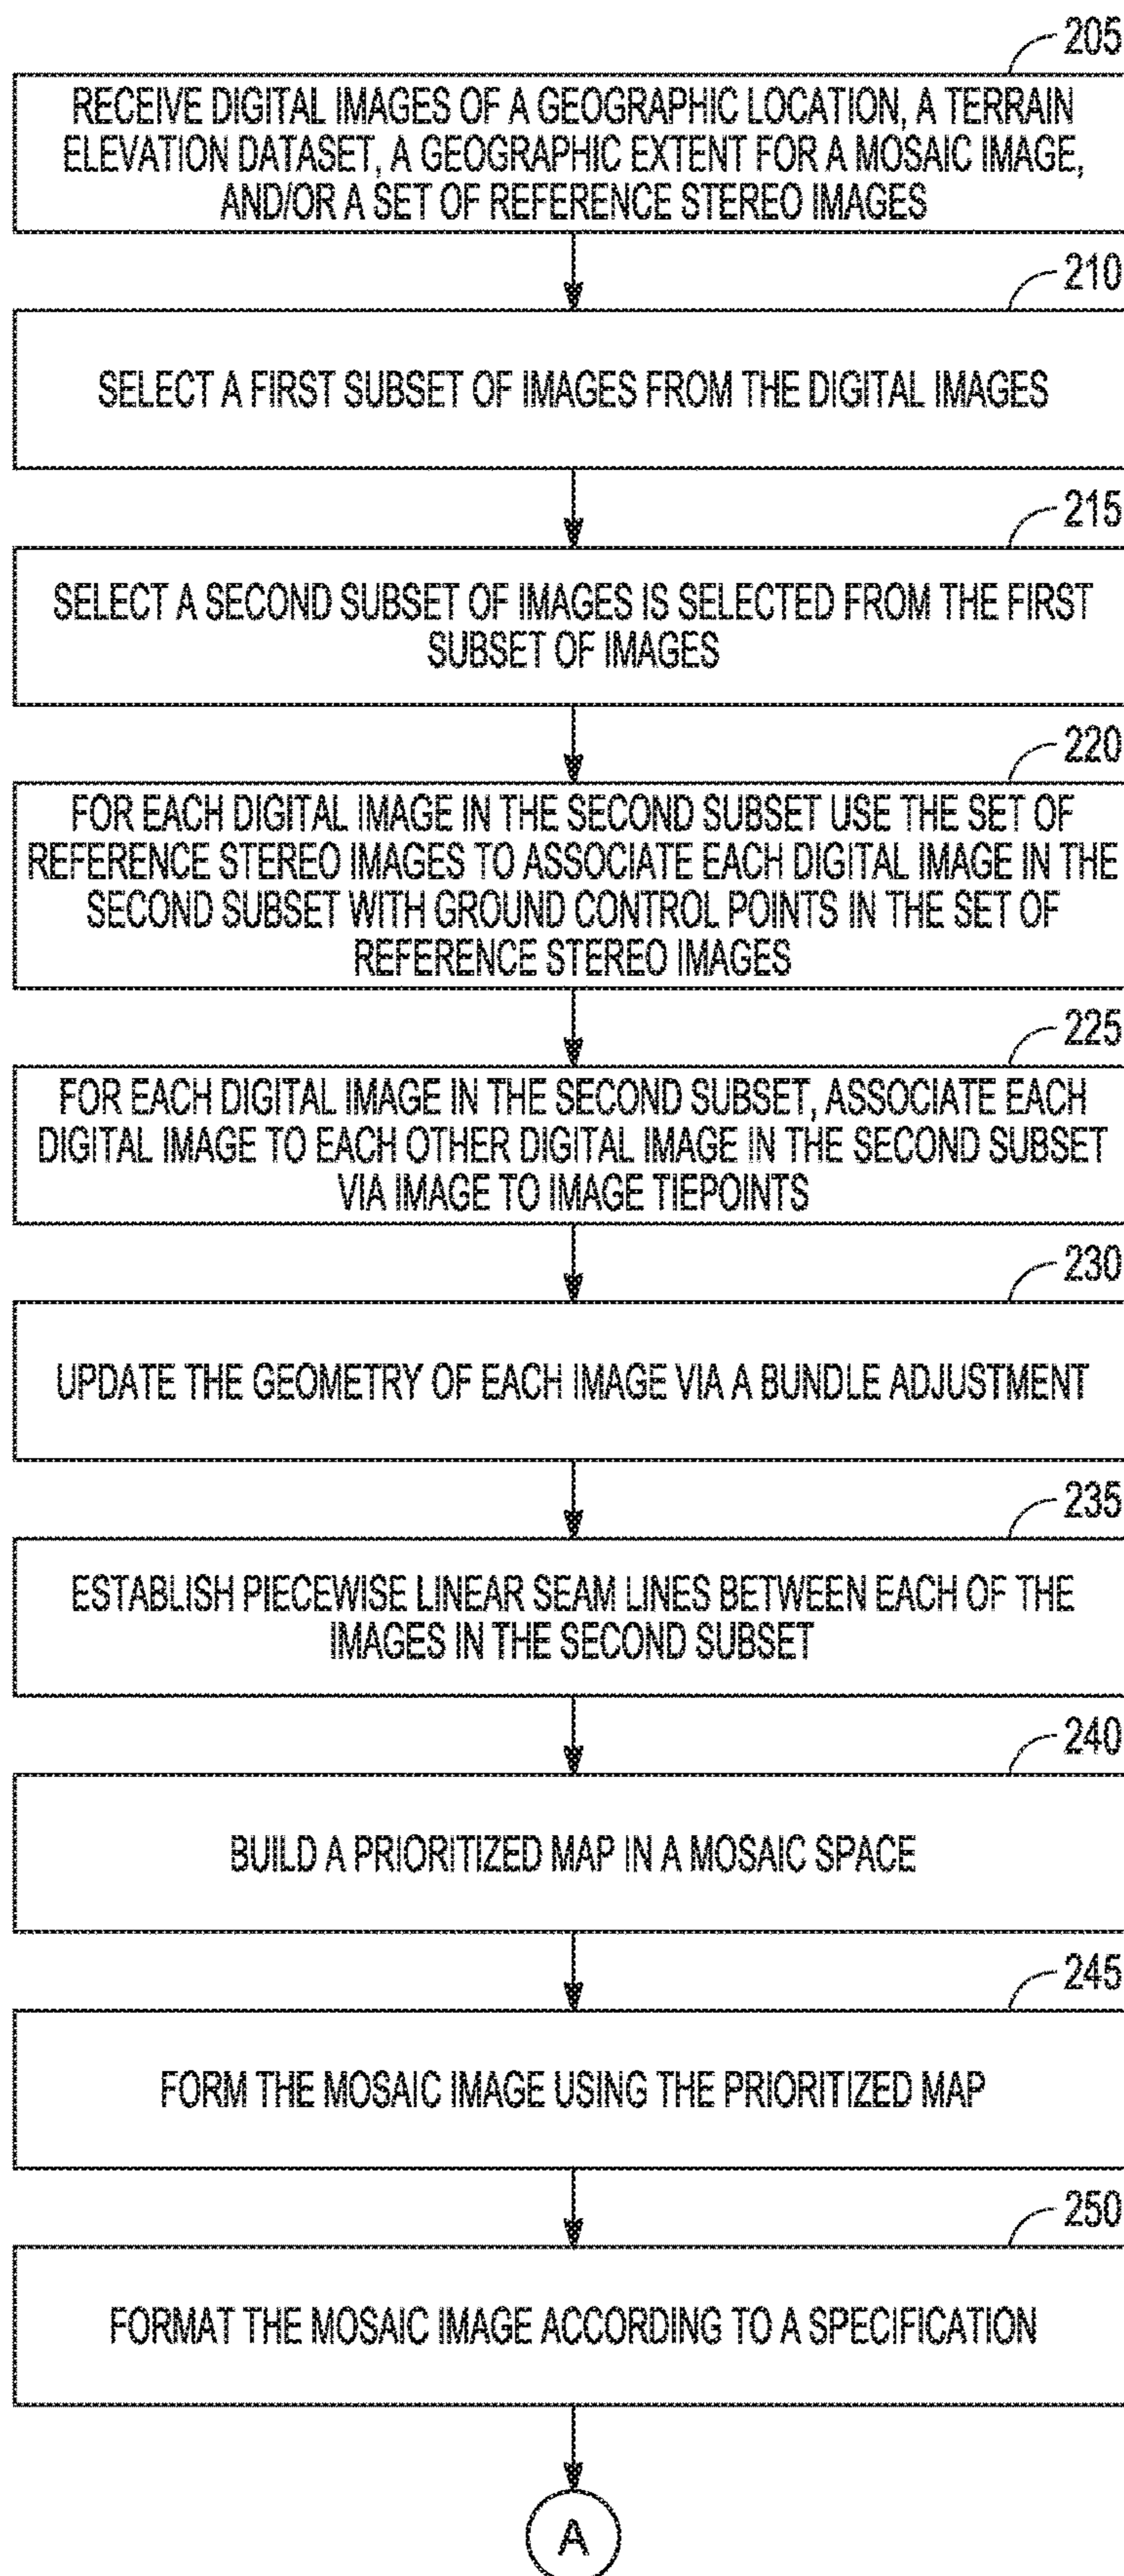 205
RECEIVE DIGITAL IMAGES OF A GEOGRAPHIC LOCATION, A TERRAIN
ELEVATION DATASET, A GEOGRAPHIC EXTENT FOR A MOSAIC IMAGE,
AND/OR A SET OF REFERENCE STEREO IMAGES
210
SELECT A FIRST SUBSET OF IMAGES FROM THE DIGITAL IMAGES
215
SELECT A SECOND SUBSET OF IMAGES IS SELECTED FROM THE FIRST
SUBSET OF IMAGES
220
FOR EACH DIGITAL IMAGE IN THE SECOND SUBSET USE THE SET OF
REFERENCE STEREO IMAGES TO ASSOCIATE EACH DIGITAL IMAGE IN THE
SECOND SUBSET WITH GROUND CONTROL POINTS IN THE SET OF
REFERENCE STEREO IMAGES
225
FOR EACH DIGITAL IMAGE IN THE SECOND SUBSET, ASSOCIATE EACH
DIGITAL IMAGE TO EACH OTHER DIGITAL IMAGE IN THE SECOND SUBSET
VIA IMAGE TO IMAGE TIEPOINTS
230
UPDATE THE GEOMETRY OF EACH IMAGE VIA A BUNDLE ADJUSTMENT
235
ESTABLISH PIECEWISE LINEAR SEAM LINES BETWEEN EACH OF THE
IMAGES IN THE SECOND SUBSET
240
BUILD A PRIORITIZED MAP IN A MOSAIC SPACE
245
FORM THE MOSAIC IMAGE USING THE PRIORITIZED MAP
250
FORMAT THE MOSAIC IMAGE ACCORDING TO A SPECIFICATION
A